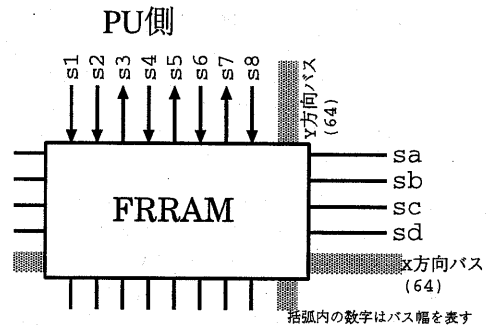 PU側
s1
s2
s3
s4
s5
s6
s7
s8
Y方向バス
(64)
FRRAM
sa
sb
sc
sd
X方向バス
(64)
括弧内の数字はバス幅を表す